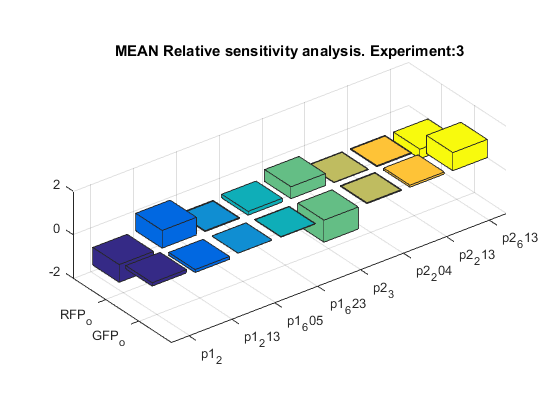 MEAN Relative sensitivity analysis. Experiment:3
2
0
-2
RFPₒ
GFPₒ
p1₂
p1₂13
p1₆05
p1₆23
p2₃
p2₂04
p2₂13
p2₆13